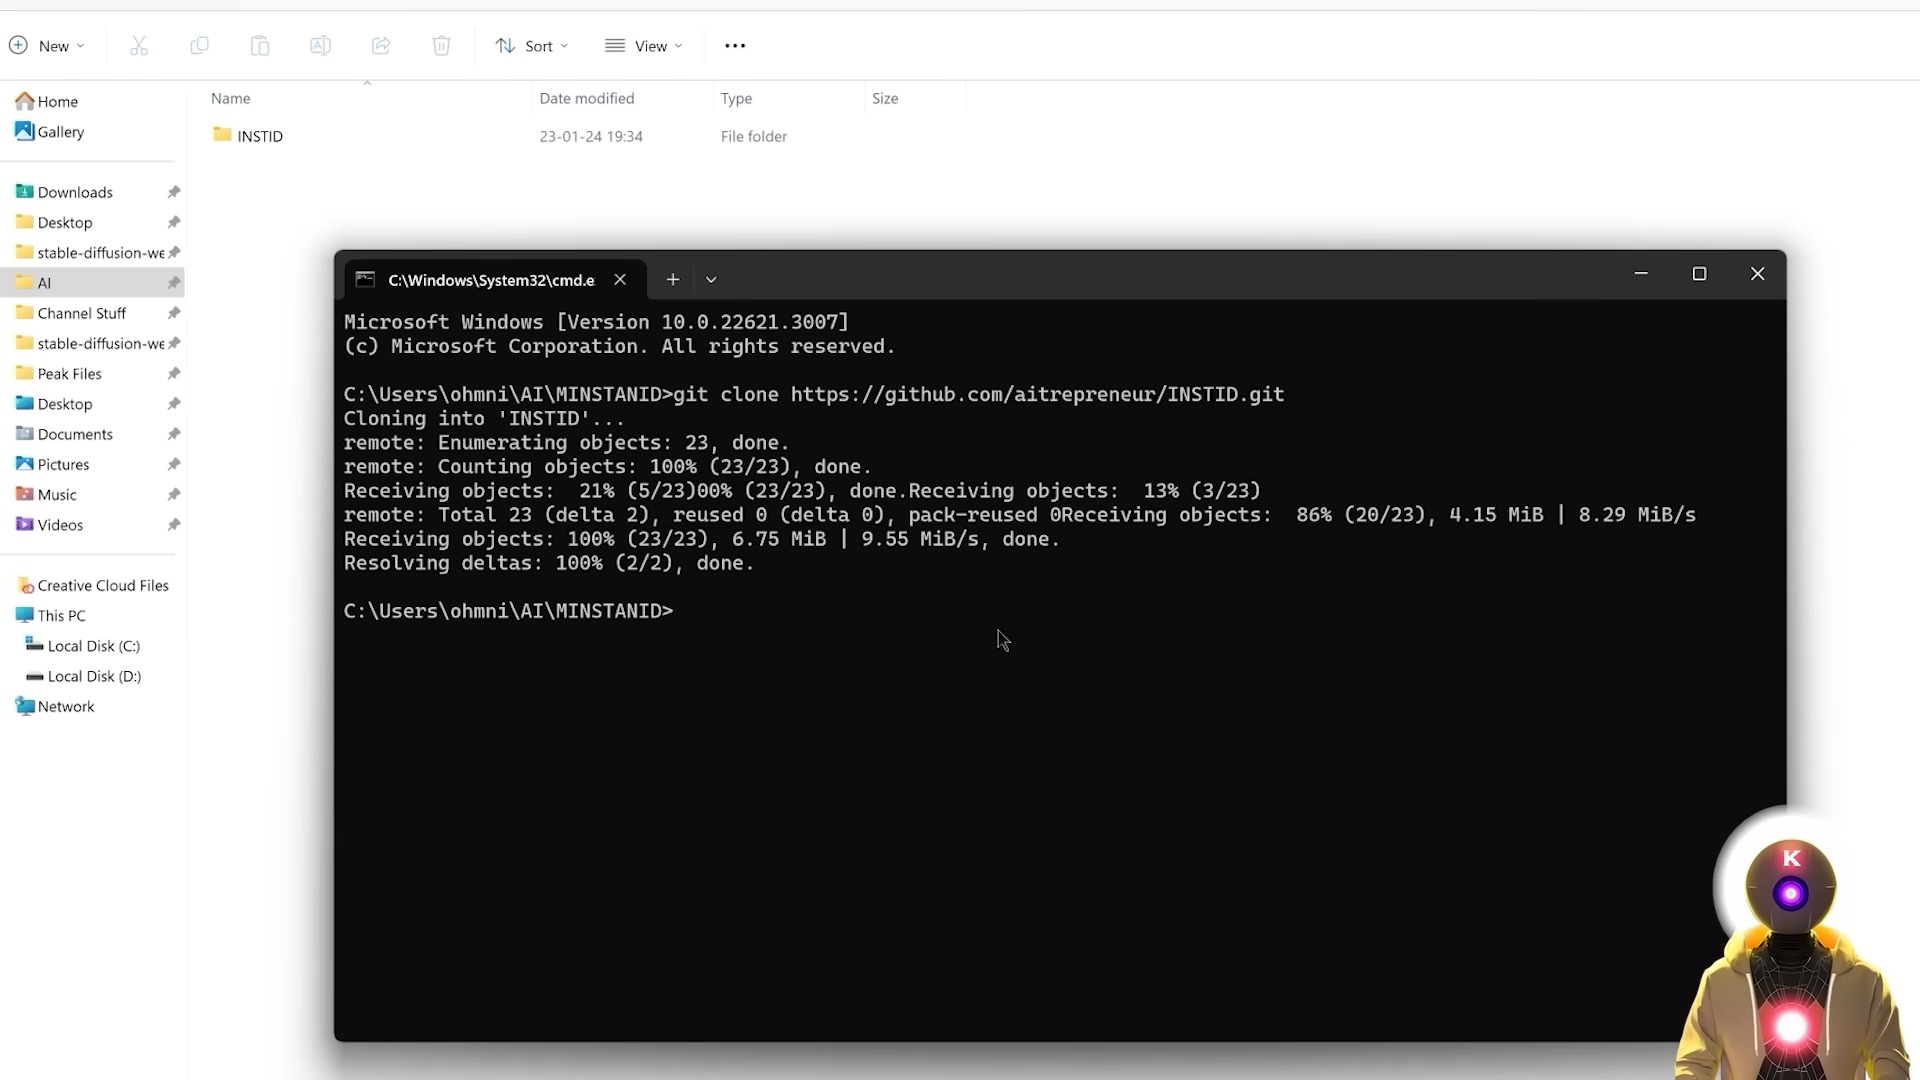 New
Sort
View
Home
Gallery
Downloads
Desktop
stable-diffusion-we
AI
Channel Stuff
stable-diffusion-we
Peak Files
Desktop
Documents
Pictures
Music
Videos
Creative Cloud Files
This PC
Local Disk (C:)
Local Disk (D:)
Network
Name Date modified Type Size
INSTID 23-01-24 19:34 File folder
C:\Windows\System32\cmd.e
Microsoft Windows [Version 10.0.22621.3007]
(c) Microsoft Corporation. All rights reserved.
C:\Users\ohmni\AI\MINSTANID>git clone https://github.com/aitrepreneur/INSTID.git
Cloning into 'INSTID'...
remote: Enumerating objects: 23, done.
remote: Counting objects: 100% (23/23), done.
Receiving objects:  21% (5/23)00% (23/23), done.Receiving objects:  13% (3/23)
remote: Total 23 (delta 2), reused 0 (delta 0), pack-reused 0Receiving objects:  86% (20/23), 4.15 MiB | 8.29 MiB/s
Receiving objects: 100% (23/23), 6.75 MiB | 9.55 MiB/s, done.
Resolving deltas: 100% (2/2), done.
C:\Users\ohmni\AI\MINSTANID>
K